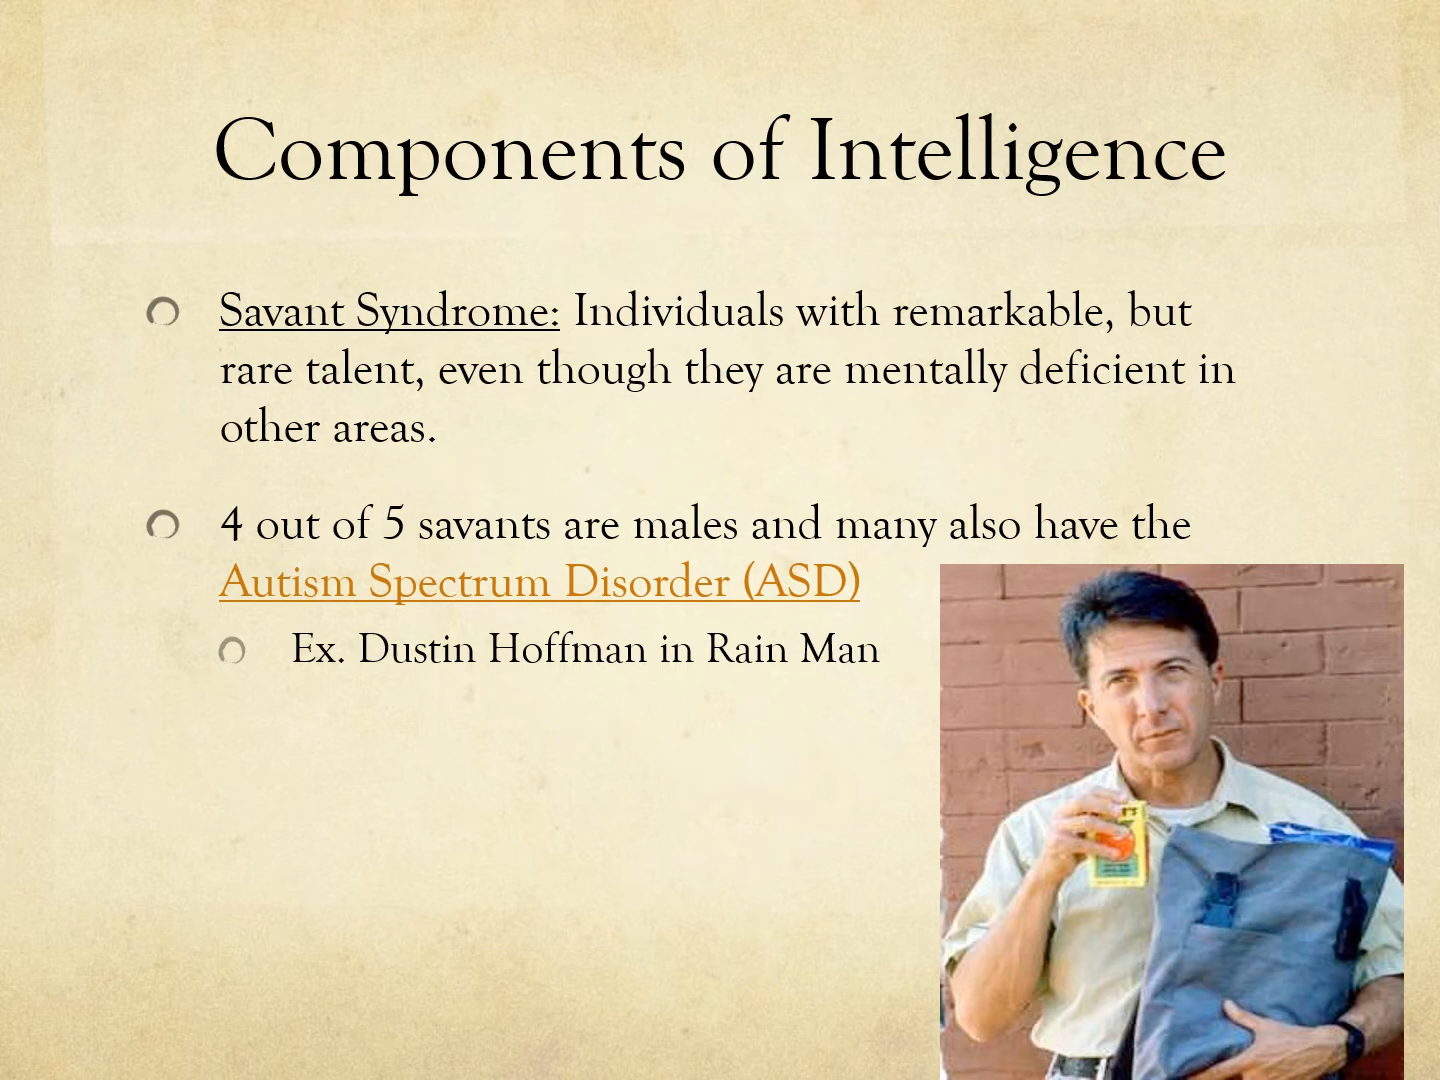 Components of Intelligence
Savant Syndrome: Individuals with remarkable, but
rare talent, even though they are mentally deficient in
other areas.
4 out of 5 savants are males and many also have the
Autism Spectrum Disorder (ASD)
Ex. Dustin Hoffman in Rain Man